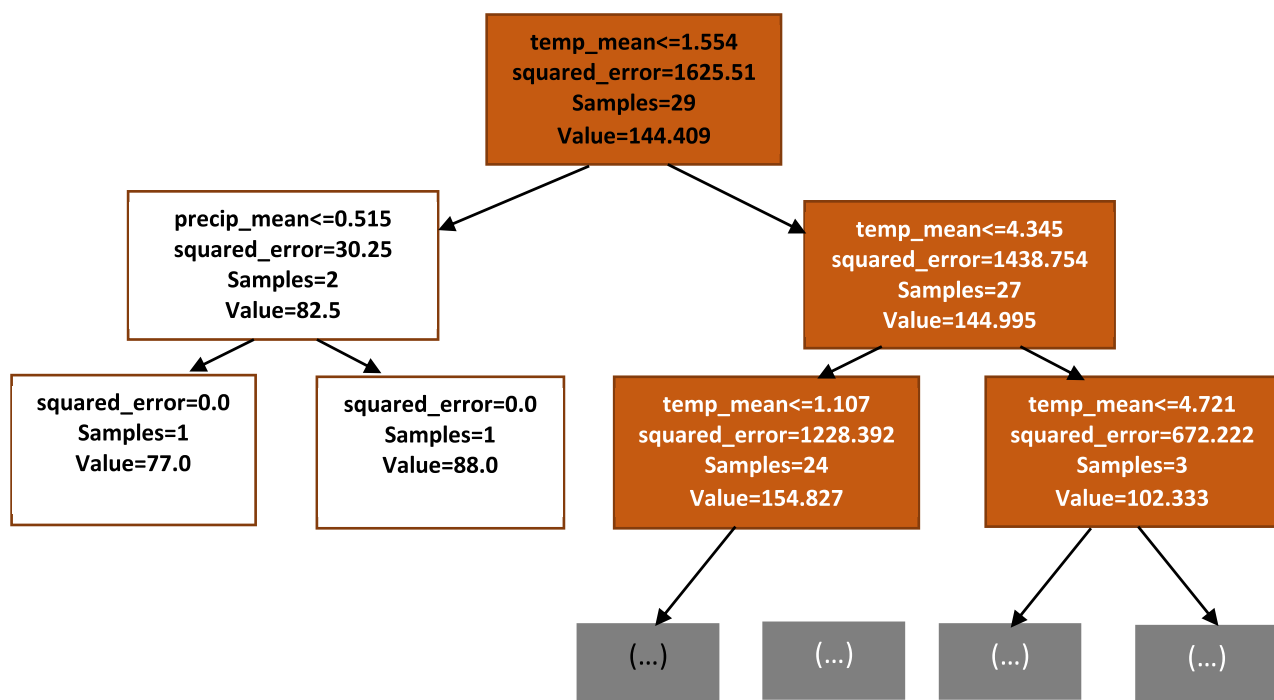 temp_mean<=1.554
squared_error=1625.51
Samples=29
Value=144.409
precip_mean<=0.515
squared_error=30.25
Samples=2
Value=82.5
temp_mean<=4.345
squared_error=1438.754
Samples=27
Value=144.995
squared_error=0.0
Samples=1
Value=77.0
squared_error=0.0
Samples=1
Value=88.0
temp_mean<=1.107
squared_error=1228.392
Samples=24
Value=154.827
temp_mean<=4.721
squared_error=672.222
Samples=3
Value=102.333
(...)
(...)
(...)
(...)